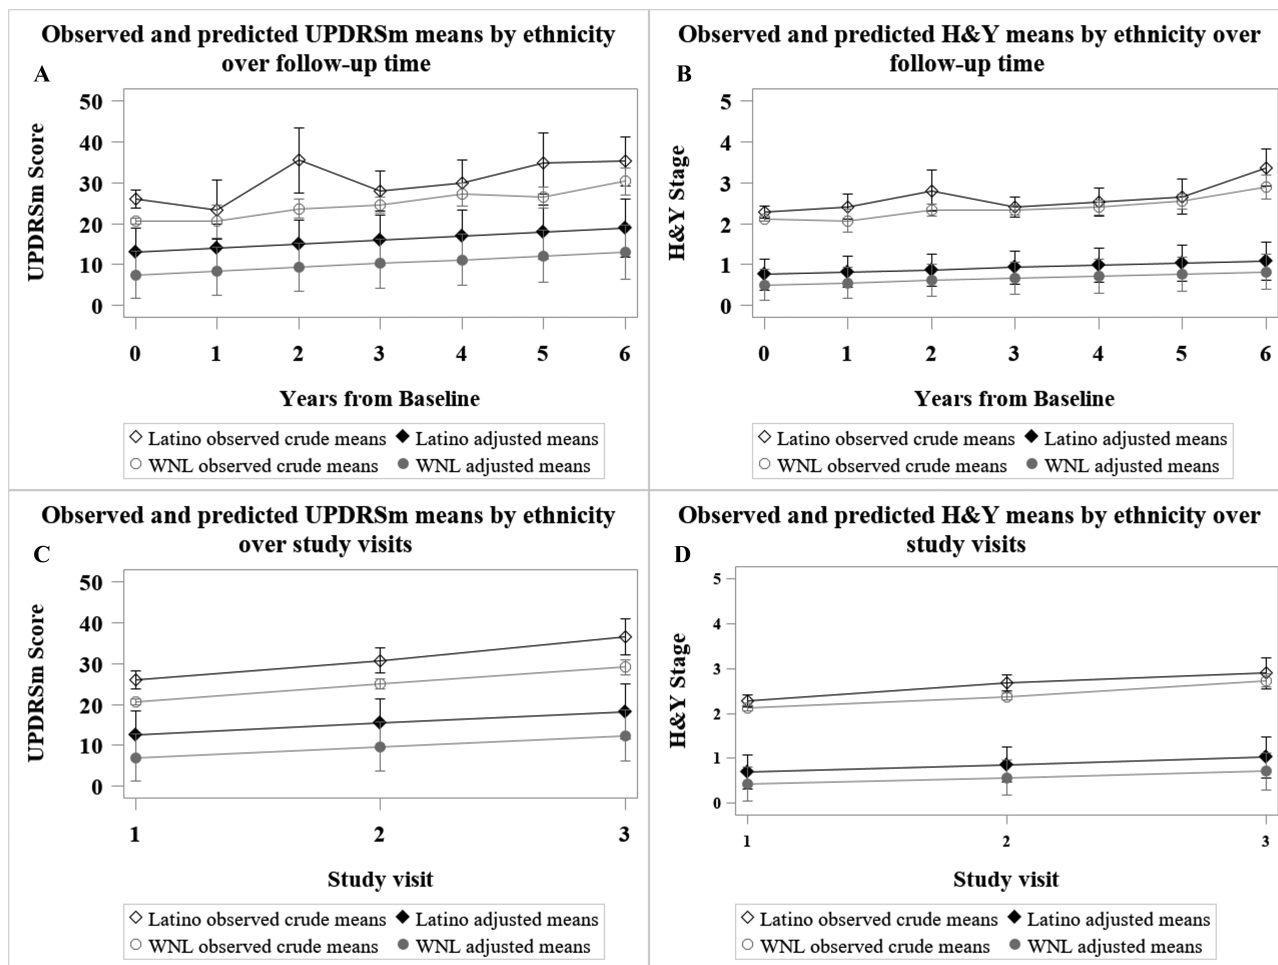 Observed and predicted UPDRSm means by ethnicity
over follow-up time
A
UPDRSm Score
50
40
30
20
10
0
0 1 2 3 4 5 6
Years from Baseline
Latino observed crude means Latino adjusted means
WNL observed crude means WNL adjusted means
Observed and predicted H&Y means by ethnicity over
follow-up time
B
H&Y Stage
5
4
3
2
1
0
0 1 2 3 4 5 6
Years from Baseline
Latino observed crude means Latino adjusted means
WNL observed crude means WNL adjusted means
Observed and predicted UPDRSm means by ethnicity
over study visits
C
UPDRSm Score
50
40
30
20
10
0
1 2 3
Study visit
Latino observed crude means Latino adjusted means
WNL observed crude means WNL adjusted means
Observed and predicted H&Y means by ethnicity over
study visits
D
H&Y Stage
5
4
3
2
1
0
1 2 3
Study visit
Latino observed crude means Latino adjusted means
WNL observed crude means WNL adjusted means